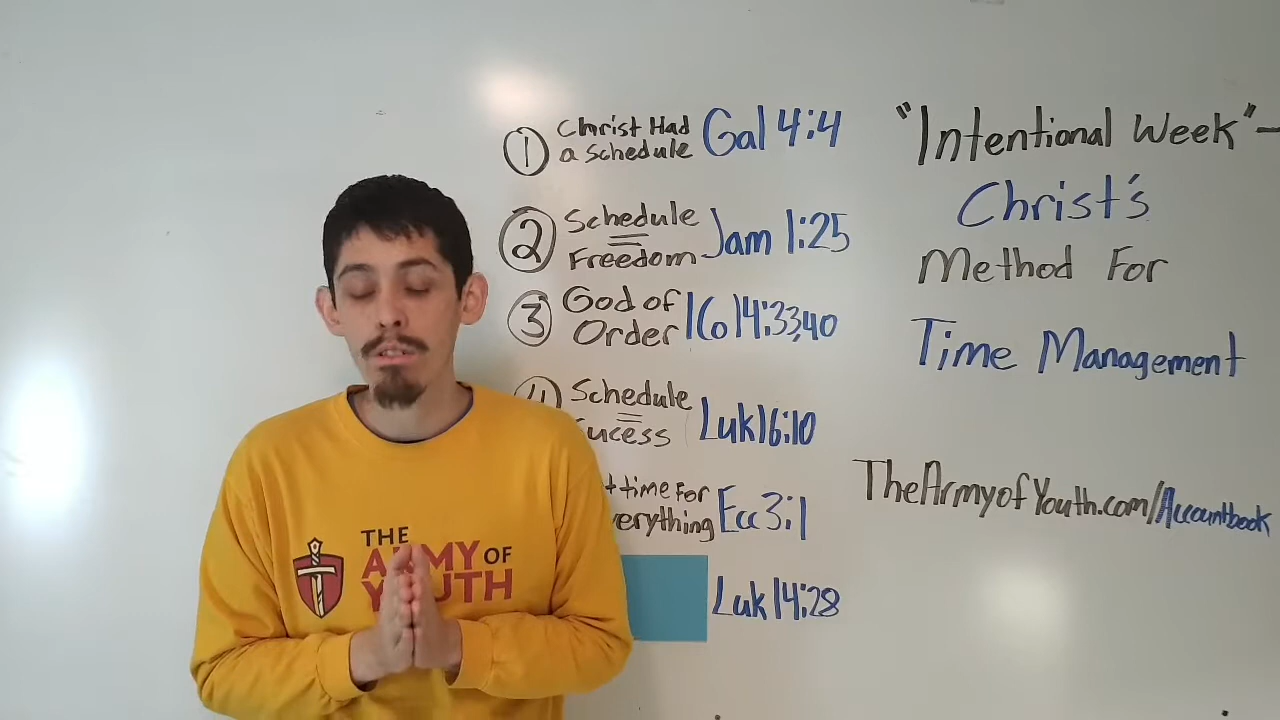 ① Christ Had
a Schedule Gal 4:4
② Schedule
=
Freedom Jam 1:25
③ God of
Order 1Co 14:33,40
④ Schedule
=
Sucess Luk 16:10
time For
Ecc 3:1
Luk 14:28
"Intentional Week" -
Christ's
Method For
Time Management
TheArmyofYouth.com/Accountbook
THE
ARMY OF
YOUTH